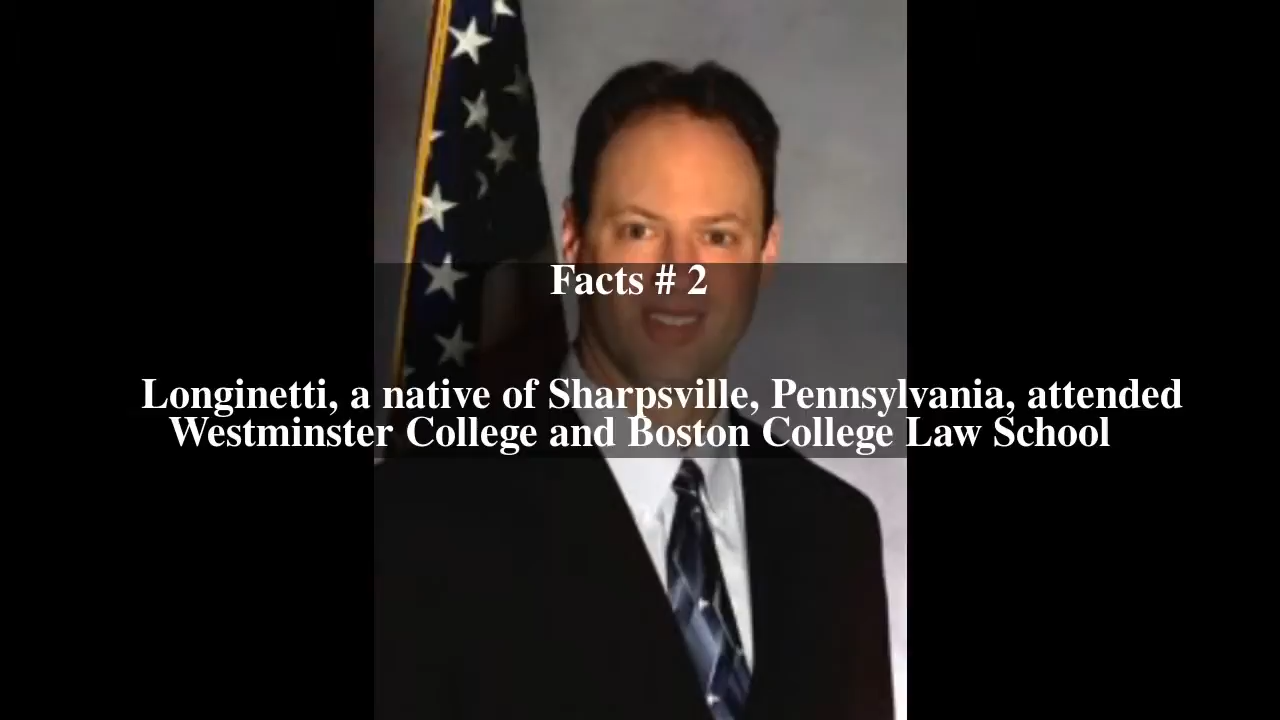 Facts # 2
Longinetti, a native of Sharpsville, Pennsylvania, attended
Westminster College and Boston College Law School